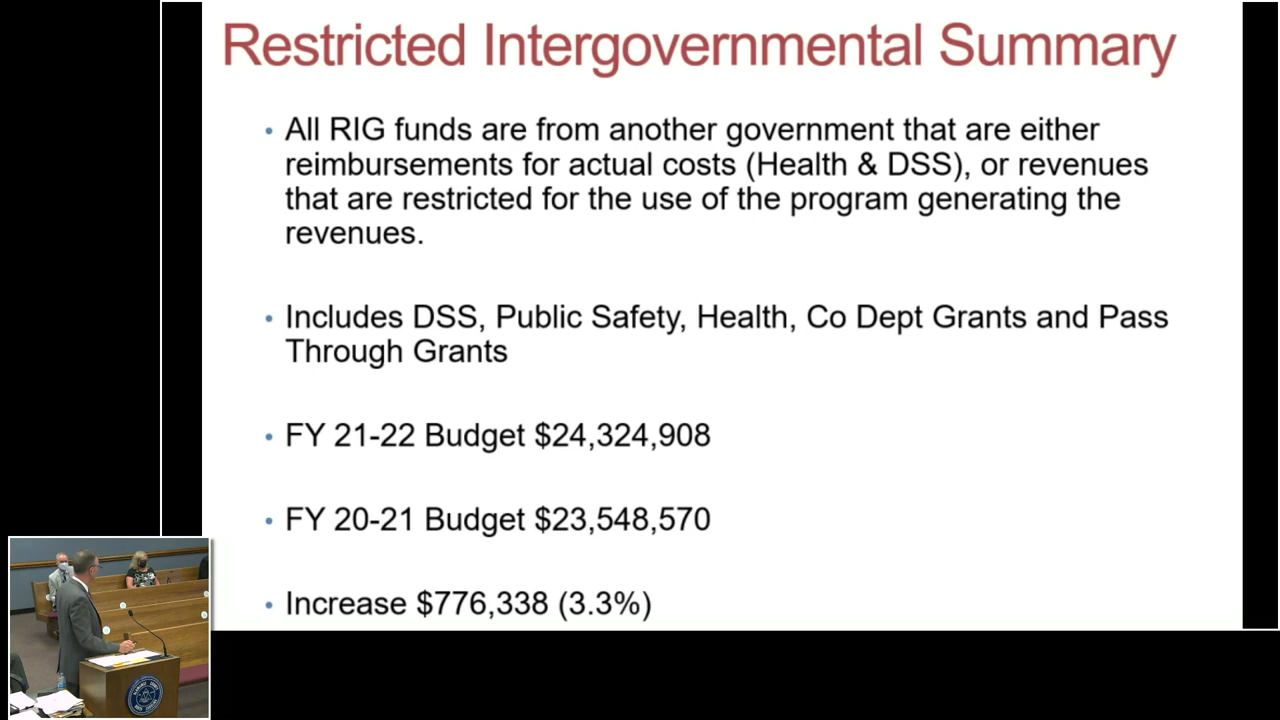 Restricted Intergovernmental Summary
• All RIG funds are from another government that are either
reimbursements for actual costs (Health & DSS), or revenues
that are restricted for the use of the program generating the
revenues.
• Includes DSS, Public Safety, Health, Co Dept Grants and Pass
Through Grants
• FY 21-22 Budget $24,324,908
• FY 20-21 Budget $23,548,570
• Increase $776,338 (3.3%)